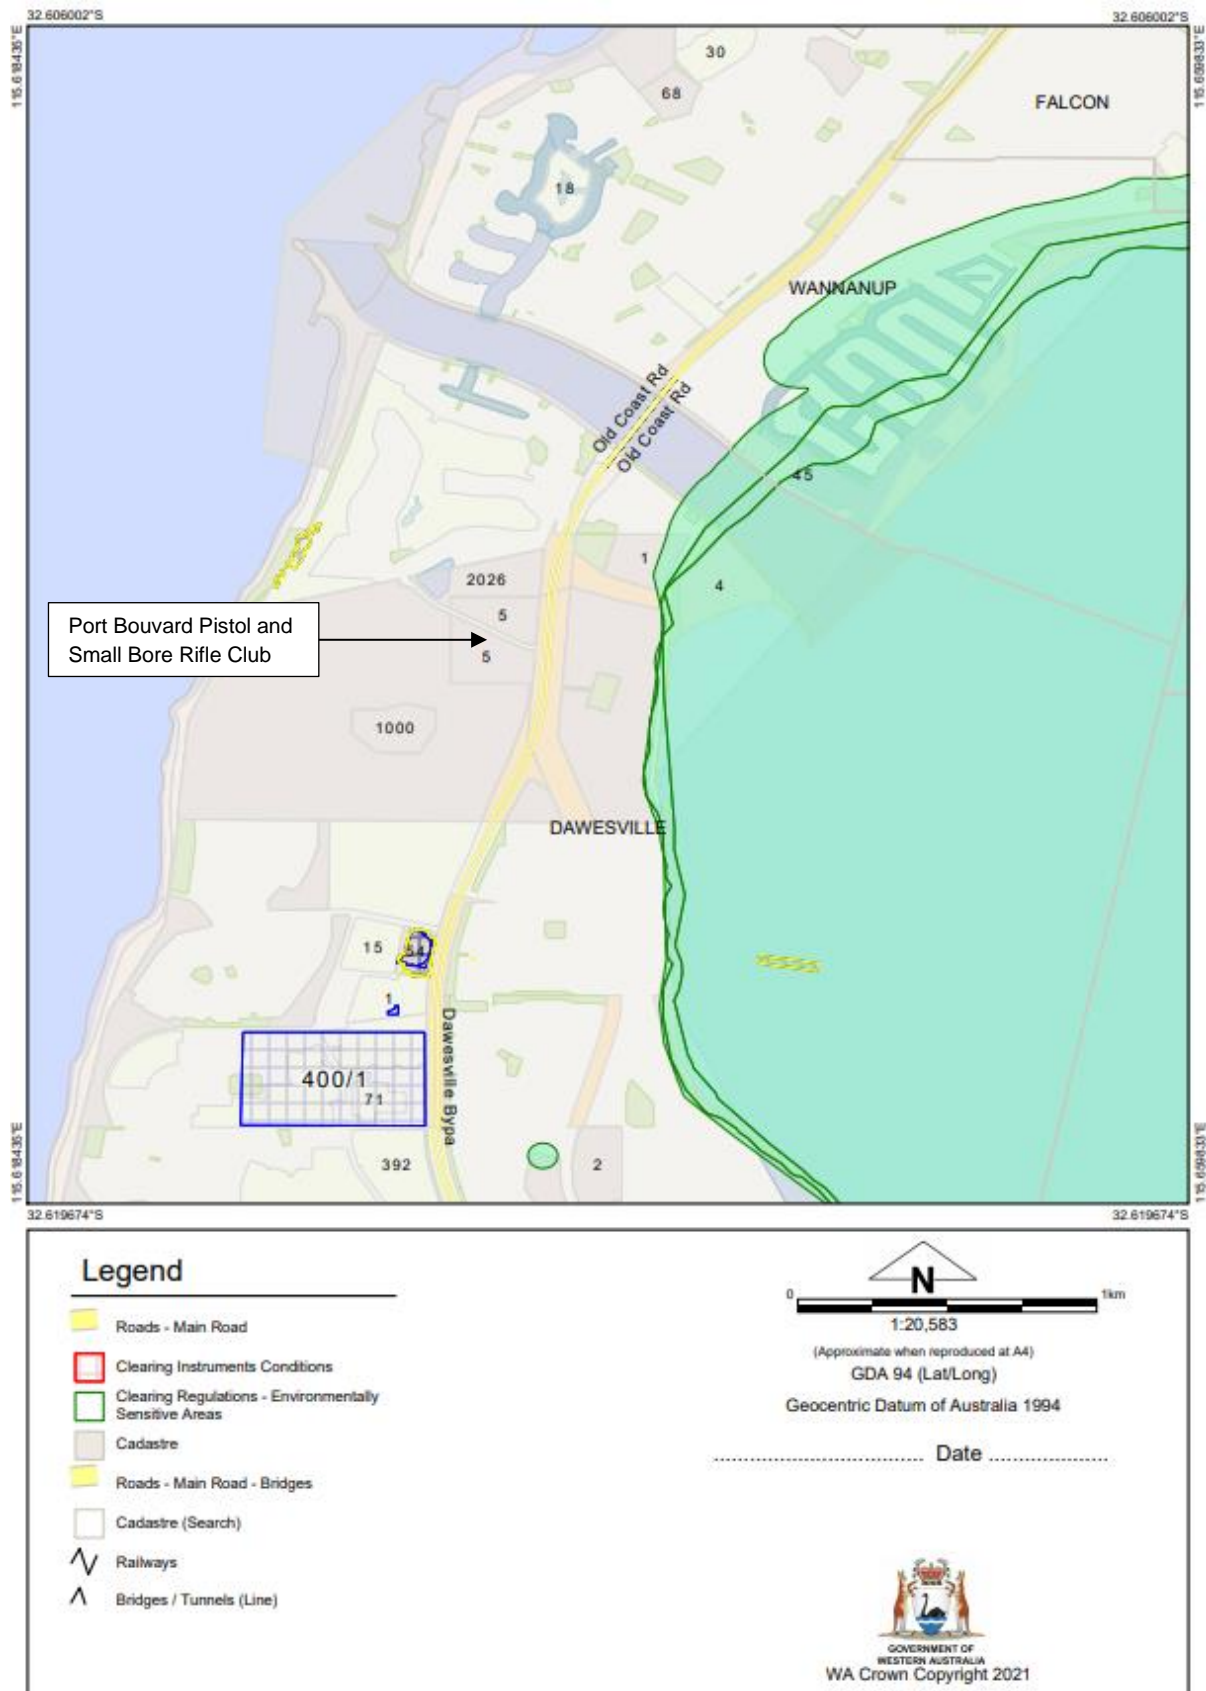 32.606002°S
32.606002°S
115.618435°E
115.659833°E
30
68
FALCON
18
WANNANUP
Old Coast Rd
Old Coast Rd
45
1
2026
4
5
Port Bouvard Pistol and
Small Bore Rifle Club
5
1000
DAWESVILLE
15
54
1
Dawesville Bypa
400/1
71
392
2
115.618435°E
115.659833°E
32.619674°S
32.619674°S
Legend
Roads - Main Road
Clearing Instruments Conditions
Clearing Regulations - Environmentally
Sensitive Areas
Cadastre
Roads - Main Road - Bridges
Cadastre (Search)
Railways
Bridges / Tunnels (Line)
N
0
1km
1:20,583
(Approximate when reproduced at A4)
GDA 94 (Lat/Long)
Geocentric Datum of Australia 1994
............................ Date ....................
GOVERNMENT OF
WESTERN AUSTRALIA
WA Crown Copyright 2021